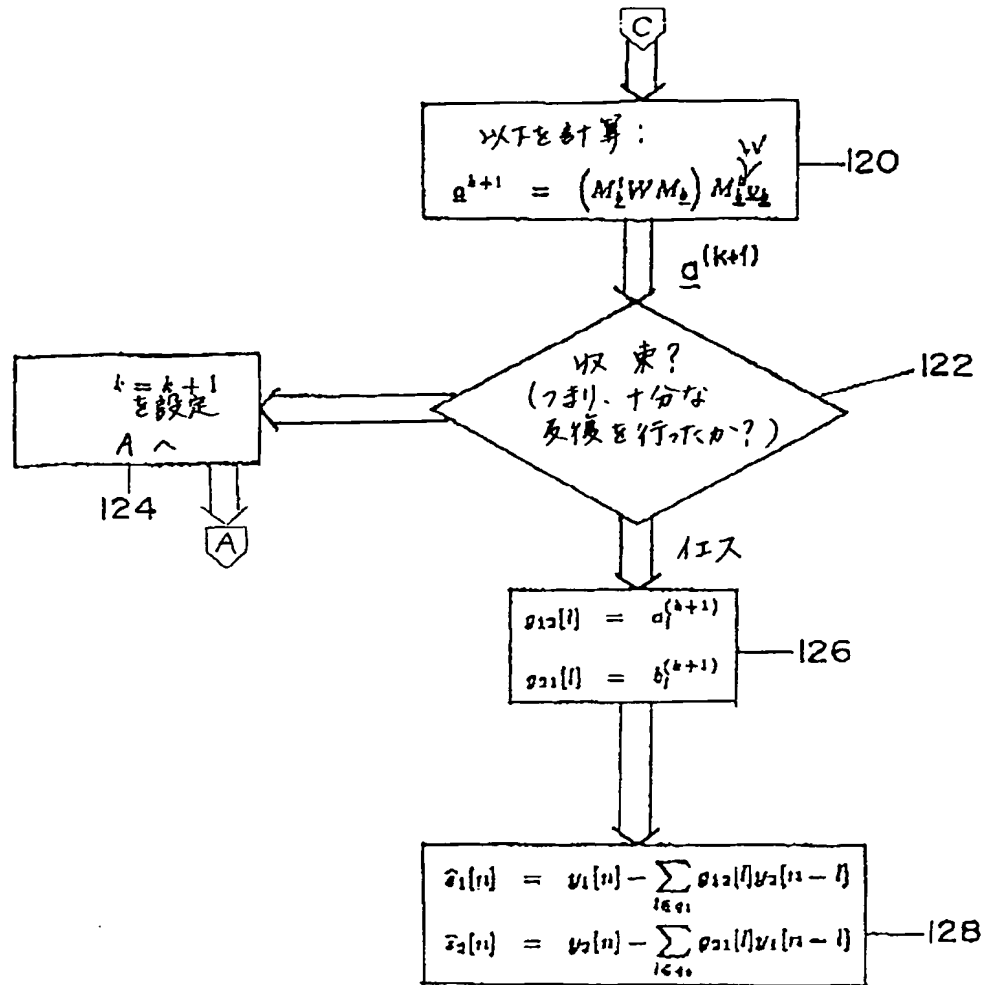 C
以下を計算:
W
a^{k+1} = (M_k^t W M_k) M_k^t v_k
120
a^{(k+1)}
収束?
(つまり、十分な
反復を行ったか?)
122
k = k + 1
を設定
A へ
124
A
イエス
g₁₂[l] = a_l^{(k+1)}
g₂₁[l] = b_l^{(k+1)}
126
ŝ₁[n] = y₁[n] − ∑ g₁₂[l]y₂[n − l]
ŝ₂[n] = y₂[n] − ∑ g₂₁[l]y₁[n − l]
128